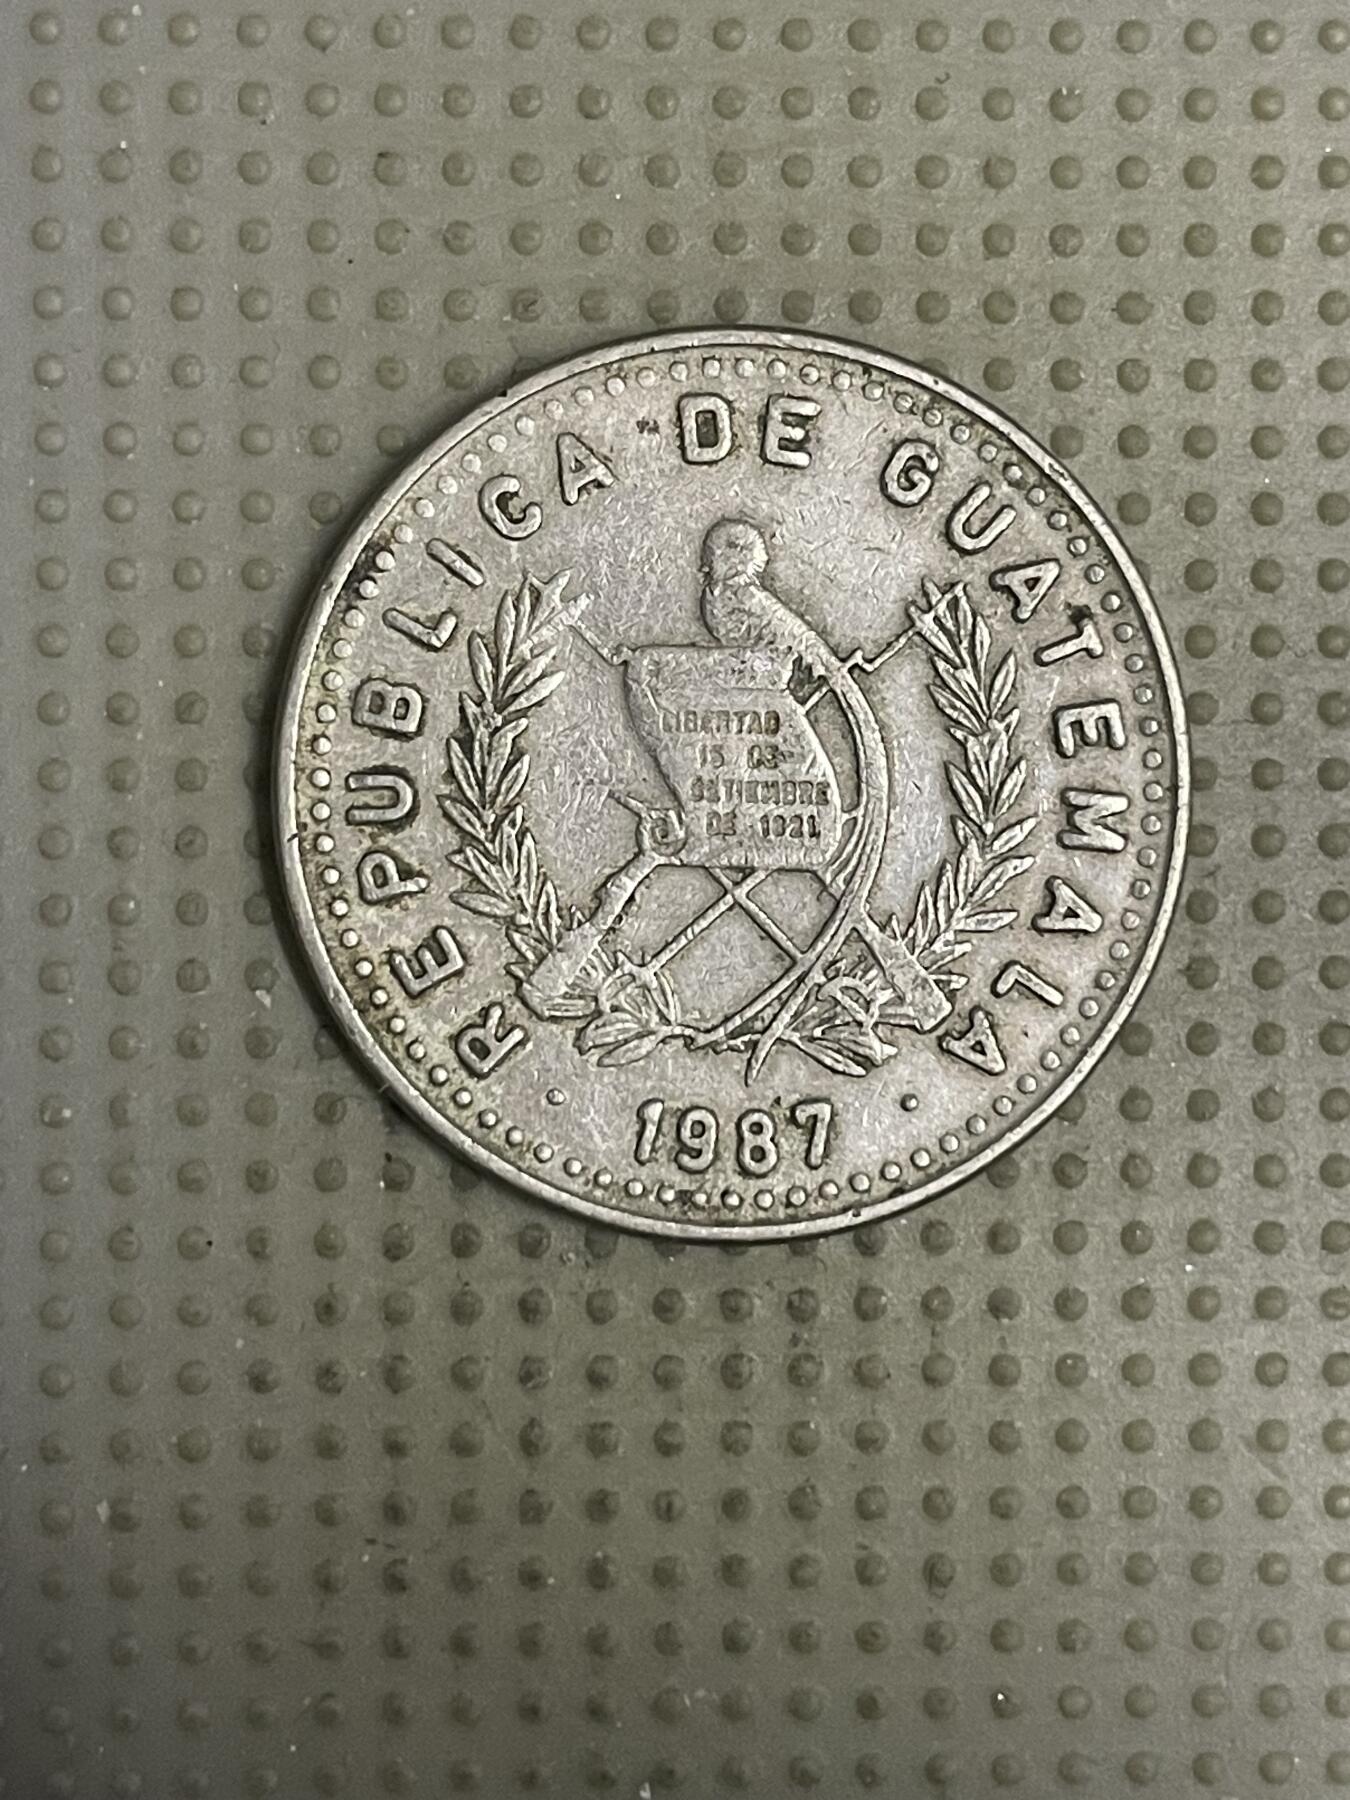 REPUBLICA DE GUATEMALA
LIBERTAD
15 DE
SETIEMBRE
DE 1821
1987